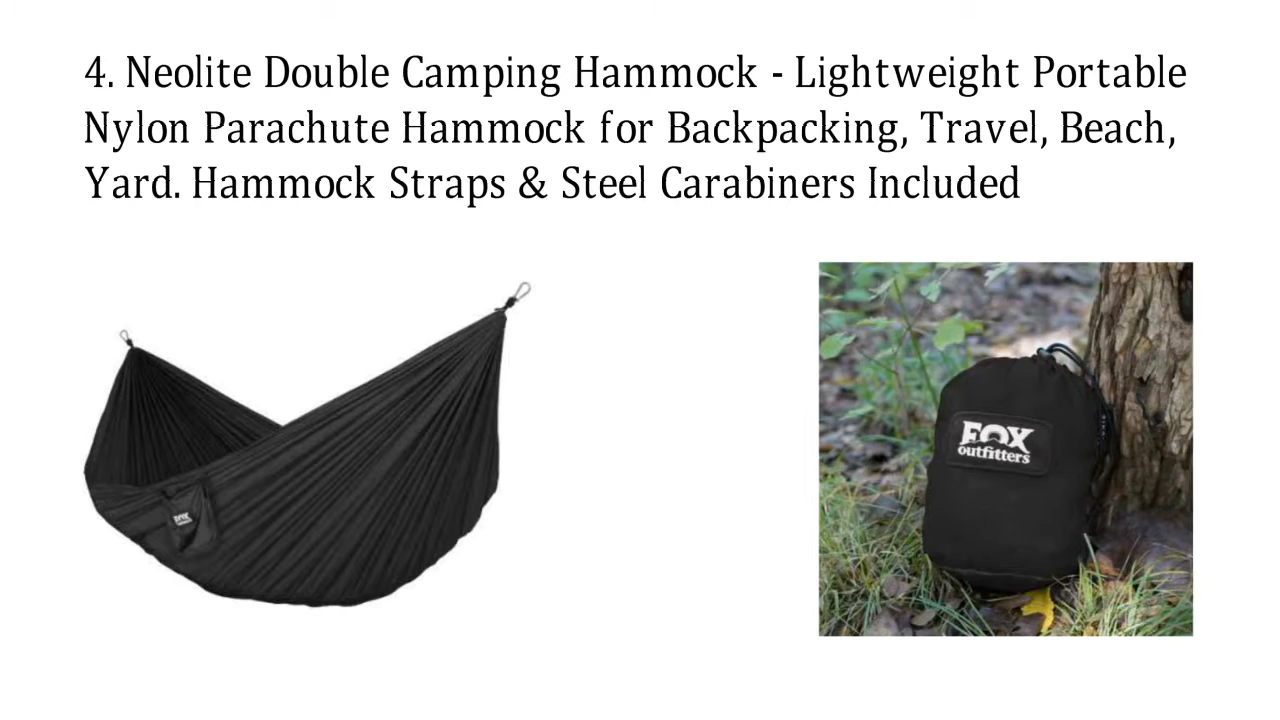 4. Neolite Double Camping Hammock - Lightweight Portable
Nylon Parachute Hammock for Backpacking, Travel, Beach,
Yard. Hammock Straps & Steel Carabiners Included
FOX
outfitters
FOX